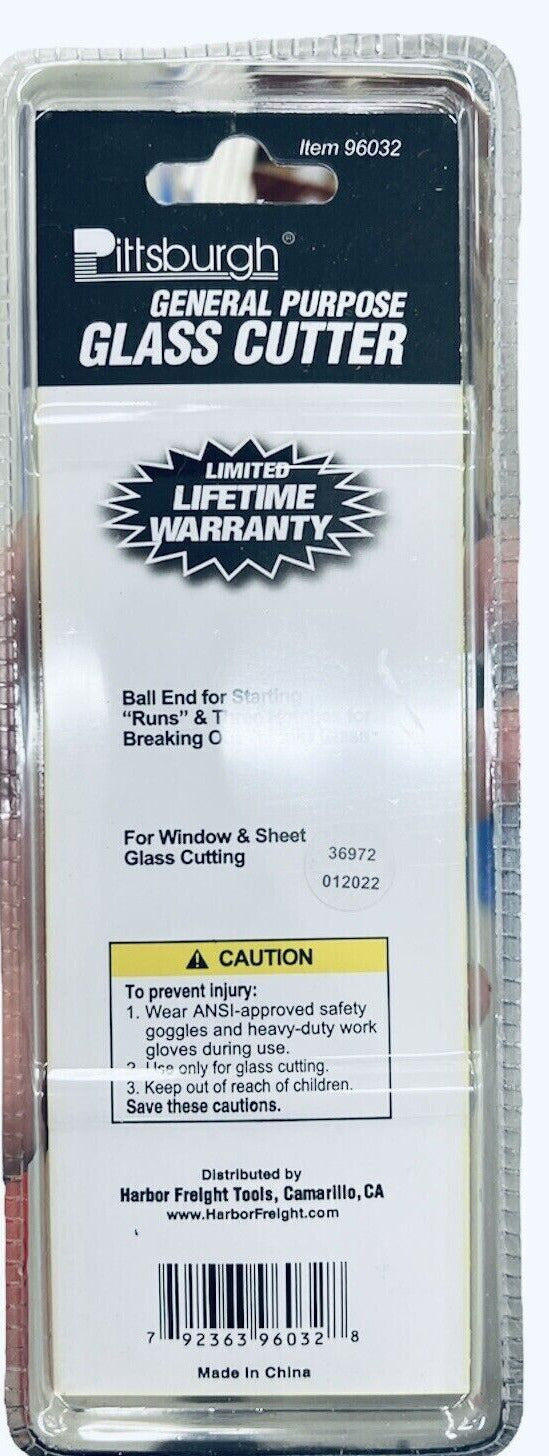 Item 96032
Pittsburgh®
GENERAL PURPOSE
GLASS CUTTER
LIMITED
LIFETIME
WARRANTY
Ball End for Starting
“Runs” & Three for
Breaking
For Window & Sheet
Glass Cutting
36972
012022
⚠ CAUTION
To prevent injury:
1. Wear ANSI-approved safety
goggles and heavy-duty work
gloves during use.
2. Use only for glass cutting.
3. Keep out of reach of children.
Save these cautions.
Distributed by
Harbor Freight Tools, Camarillo, CA
www.HarborFreight.com
7 92363 96032 8
Made In China